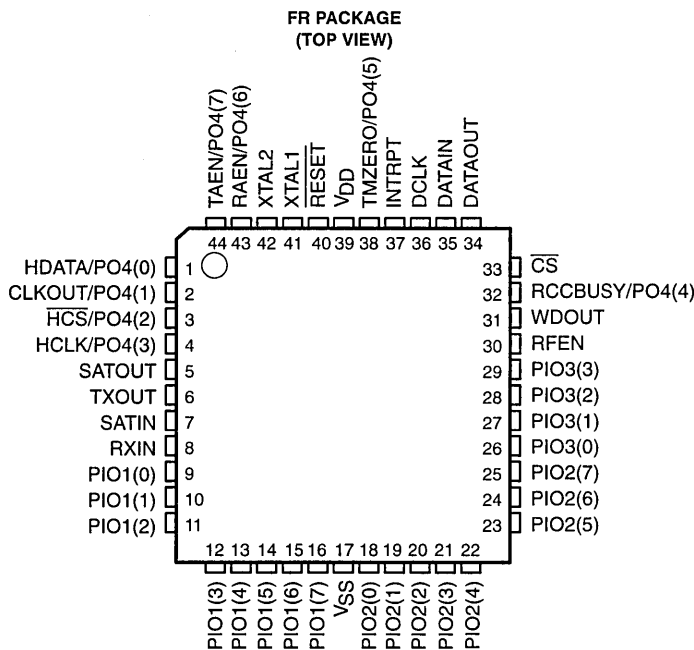 FR PACKAGE
(TOP VIEW)
TAEN/PO4(7)
RAEN/PO4(6)
XTAL2
XTAL1
RESET
VDD
TMZERO/PO4(5)
INTRPT
DCLK
DATAIN
DATAOUT
44 43 42 41 40 39 38 37 36 35 34
HDATA/PO4(0) 1
CLKOUT/PO4(1) 2
HCS/PO4(2) 3
HCLK/PO4(3) 4
SATOUT 5
TXOUT 6
SATIN 7
RXIN 8
PIO1(0) 9
PIO1(1) 10
PIO1(2) 11
33 CS
32 RCCBUSY/PO4(4)
31 WDOUT
30 RFEN
29 PIO3(3)
28 PIO3(2)
27 PIO3(1)
26 PIO3(0)
25 PIO2(7)
24 PIO2(6)
23 PIO2(5)
12 13 14 15 16 17 18 19 20 21 22
PIO1(3)
PIO1(4)
PIO1(5)
PIO1(6)
PIO1(7)
VSS
PIO2(0)
PIO2(1)
PIO2(2)
PIO2(3)
PIO2(4)